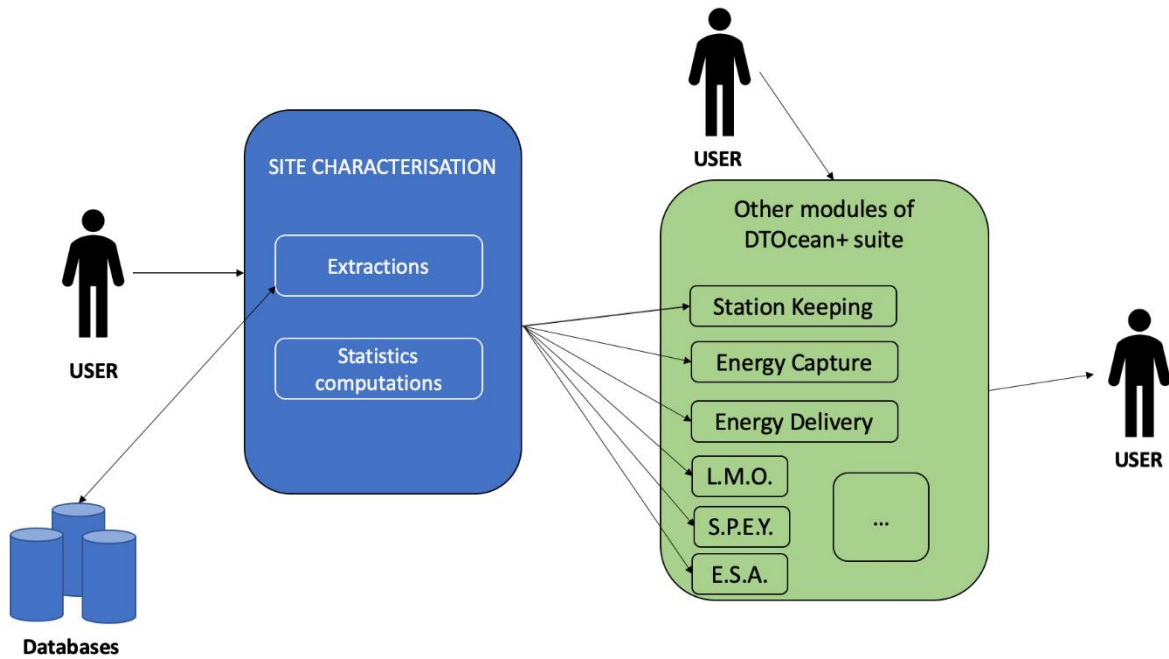 USER
SITE CHARACTERISATION
Extractions
Statistics
computations
Databases
USER
Other modules of
DTOcean+ suite
Station Keeping
Energy Capture
Energy Delivery
L.M.O.
S.P.E.Y.
E.S.A.
...
USER